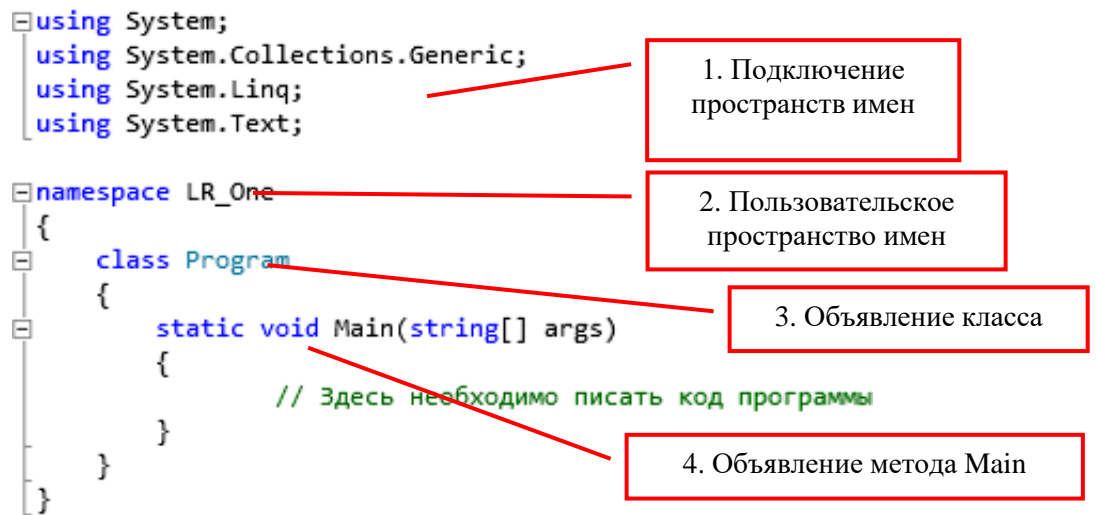 using System;
using System.Collections.Generic;
using System.Linq;
using System.Text;
1. Подключение
пространств имен
namespace LR_One
2. Пользовательское
пространство имен
{
class Program
{
3. Объявление класса
static void Main(string[] args)
{
// Здесь необходимо писать код программы
}
4. Объявление метода Main
}
}